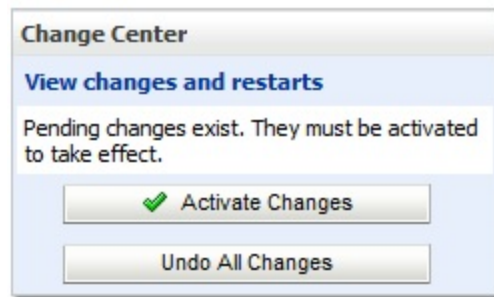 Change Center
View changes and restarts
Pending changes exist. They must be activated
to take effect.
Activate Changes
Undo All Changes